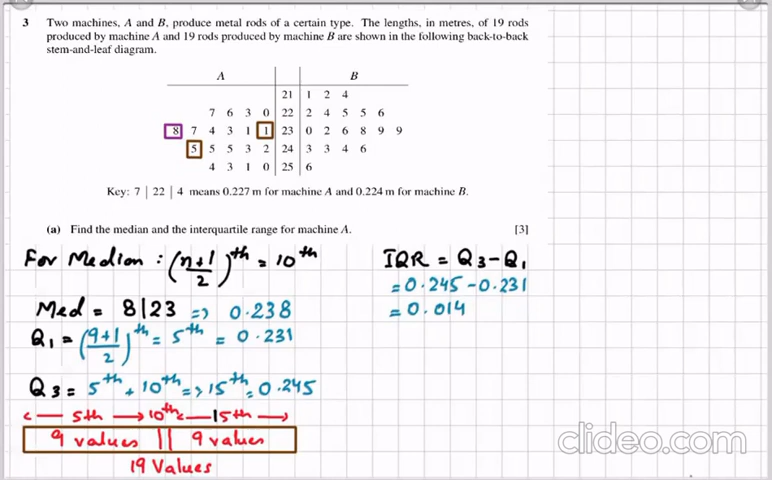 3 Two machines, A and B, produce metal rods of a certain type. The lengths, in metres, of 19 rods
produced by machine A and 19 rods produced by machine B are shown in the following back-to-back
stem-and-leaf diagram.
A B
21 1 2 4
7 6 3 0 22 2 4 5 5 6
8 7 4 3 1 1 23 0 2 6 8 9 9
5 5 5 3 2 24 3 3 4 6
4 3 1 0 25 6
Key: 7 | 22 | 4 means 0.227 m for machine A and 0.224 m for machine B.
(a) Find the median and the interquartile range for machine A. [3]
For Median : (n+1/2)th = 10th
Med = 8|23 => 0.238
Q1 = (9+1/2)th = 5th = 0.231
Q3 = 5th + 10th => 15th = 0.245
<— 5th —> 10th <— 15th —>
9 values || 9 values
19 Values
IQR = Q3 - Q1
= 0.245 - 0.231
= 0.014
clideo.com